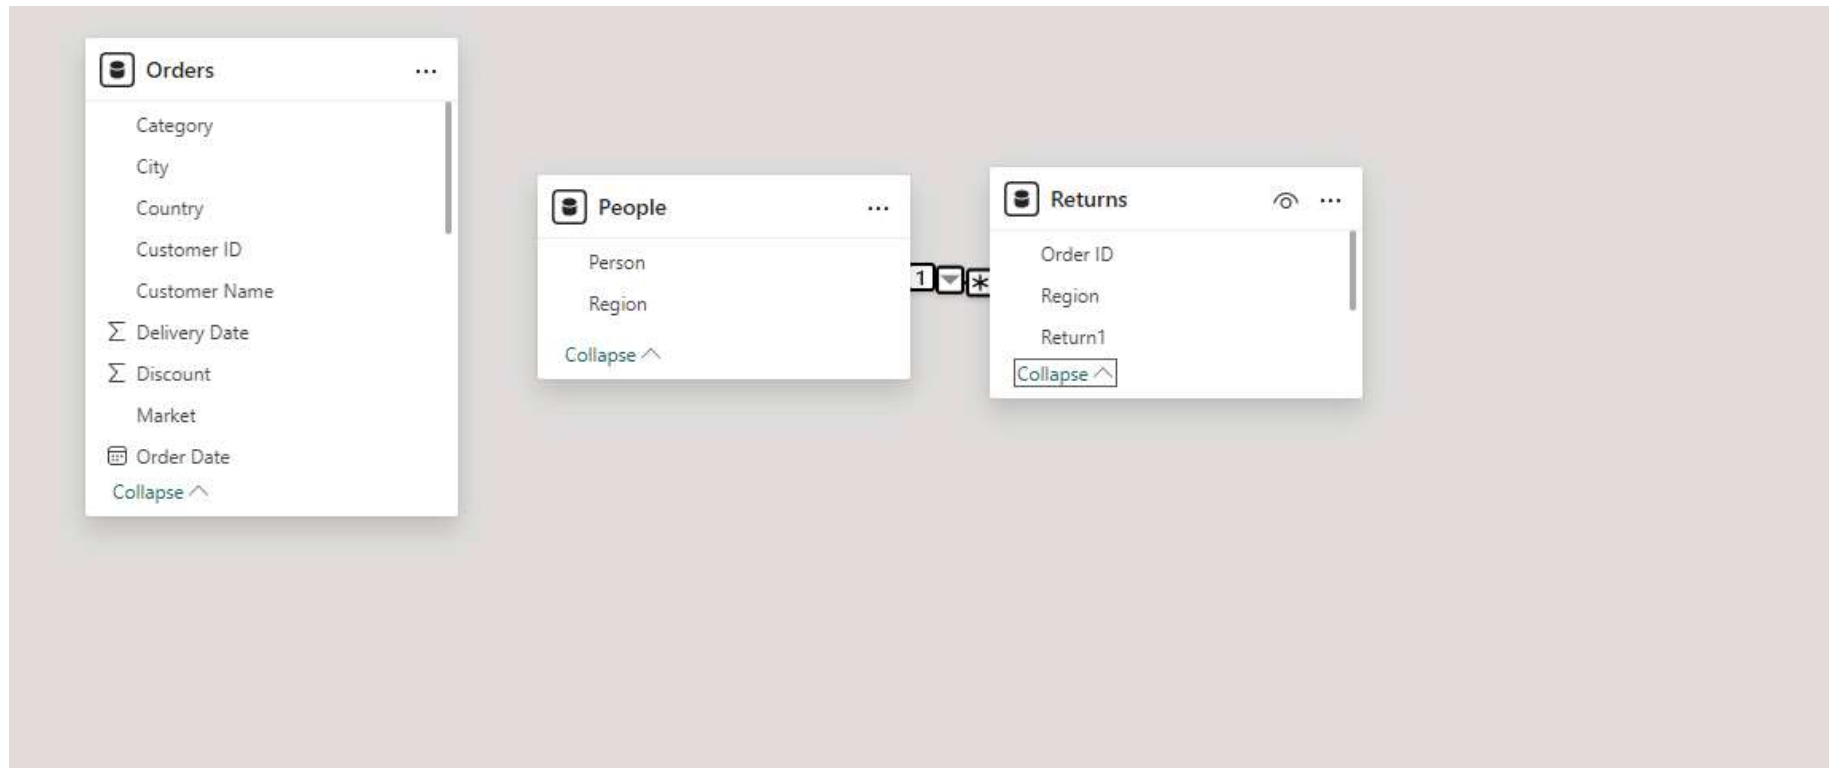 Orders
Category
City
Country
Customer ID
Customer Name
Delivery Date
Discount
Market
Order Date
Collapse
People
Person
Region
Collapse
1
*
Returns
Order ID
Region
Return1
Collapse